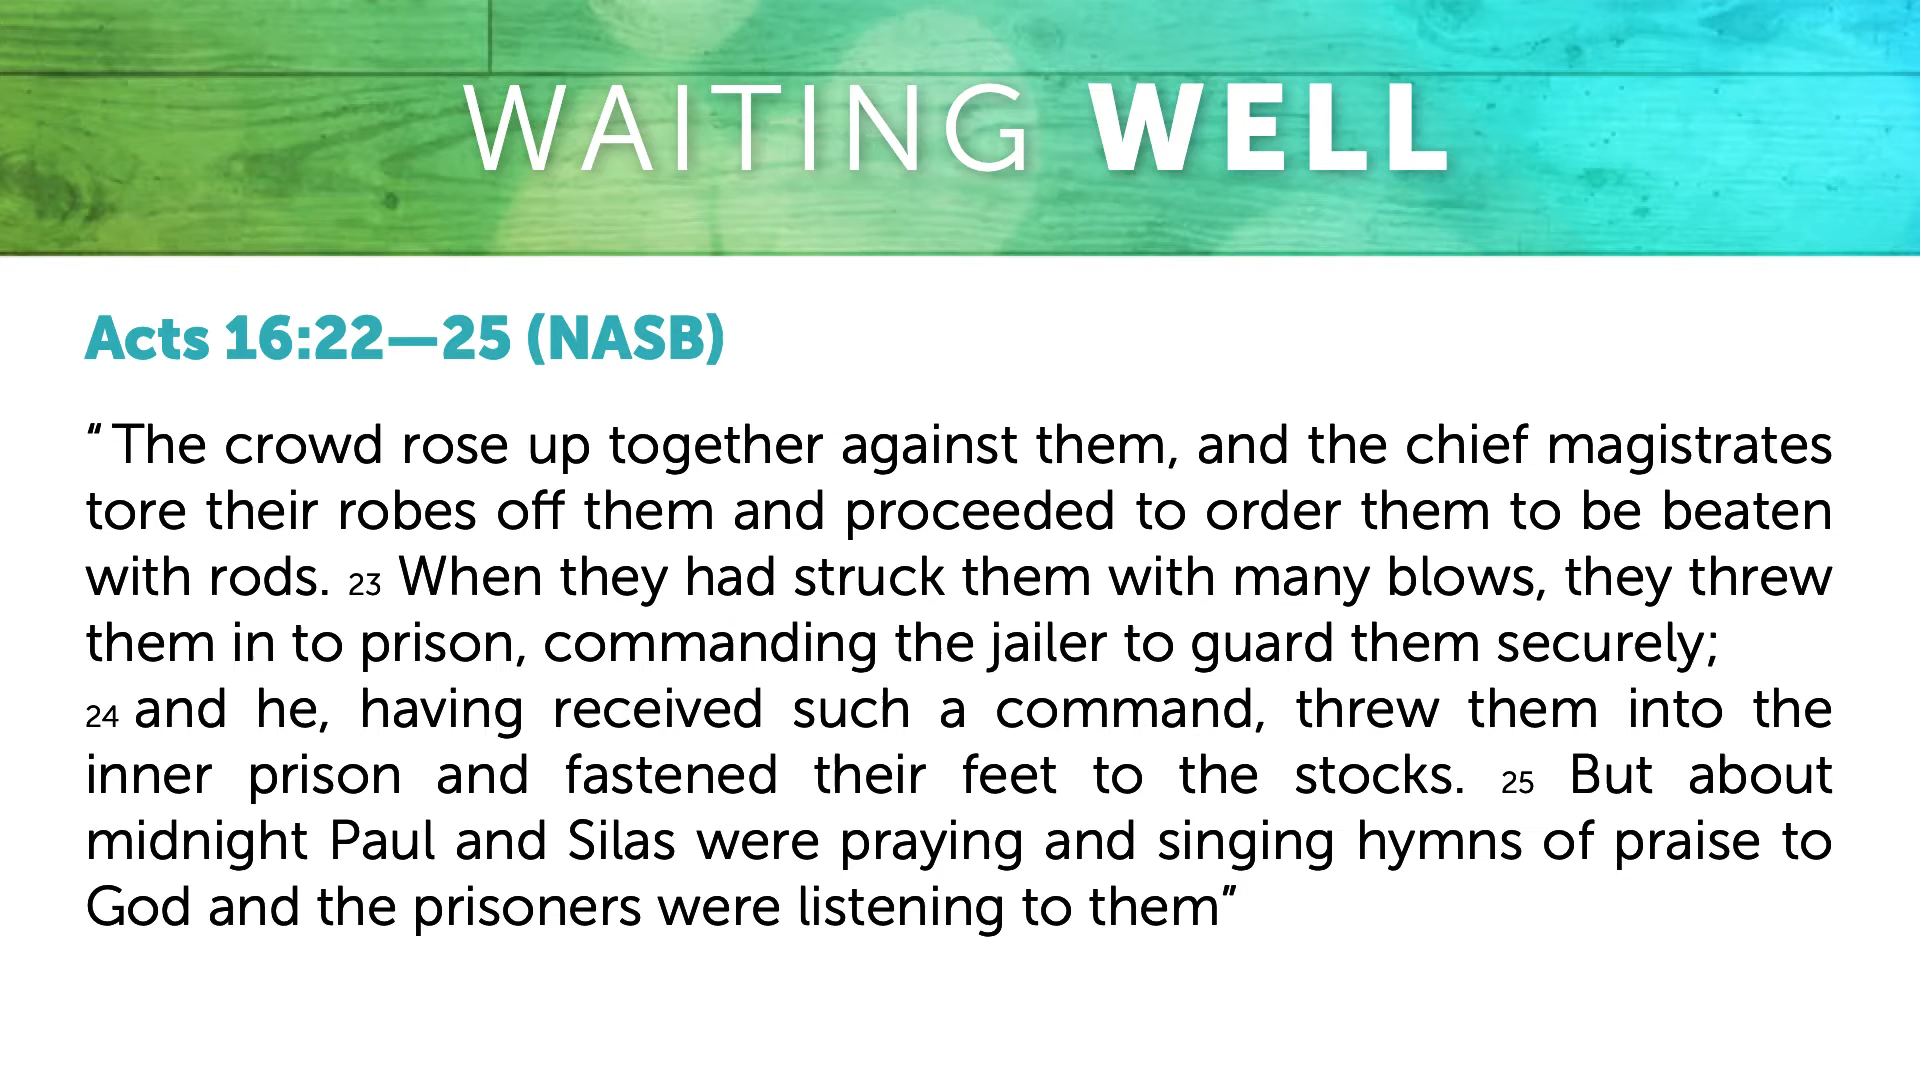 WAITING WELL
Acts 16:22—25 (NASB)
“ The crowd rose up together against them, and the chief magistrates
tore their robes off them and proceeded to order them to be beaten
with rods. 23 When they had struck them with many blows, they threw
them in to prison, commanding the jailer to guard them securely;
24 and he, having received such a command, threw them into the
inner prison and fastened their feet to the stocks. 25 But about
midnight Paul and Silas were praying and singing hymns of praise to
God and the prisoners were listening to them”